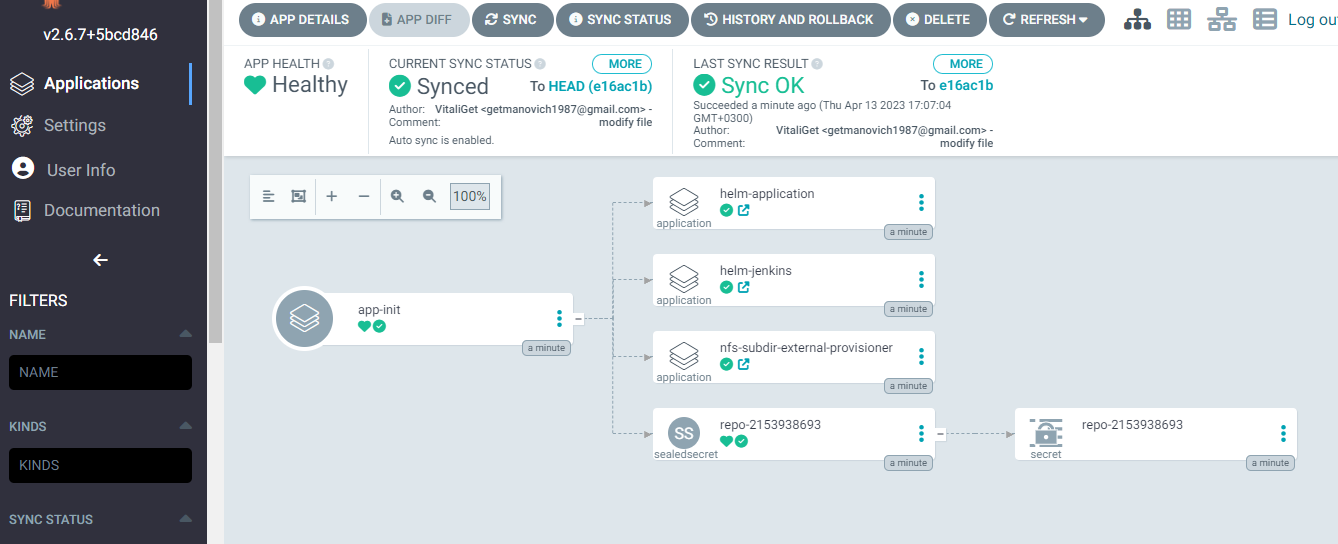 v2.6.7+5bcd846
Applications
Settings
User Info
Documentation
FILTERS
NAME
NAME
KINDS
KINDS
SYNC STATUS
APP DETAILS
APP DIFF
SYNC
SYNC STATUS
HISTORY AND ROLLBACK
DELETE
REFRESH
Log ou
APP HEALTH
Healthy
CURRENT SYNC STATUS
MORE
Synced
To HEAD (e16ac1b)
Author: VitaliGet <getmanovich1987@gmail.com> -
Comment: modify file
Auto sync is enabled.
LAST SYNC RESULT
MORE
Sync OK
To e16ac1b
Succeeded a minute ago (Thu Apr 13 2023 17:07:04
GMT+0300)
Author: VitaliGet <getmanovich1987@gmail.com> -
Comment: modify file
100%
app-init
a minute
helm-application
application
a minute
helm-jenkins
application
a minute
nfs-subdir-external-provisioner
application
a minute
SS
repo-2153938693
sealedsecret
a minute
repo-2153938693
secret
a minute